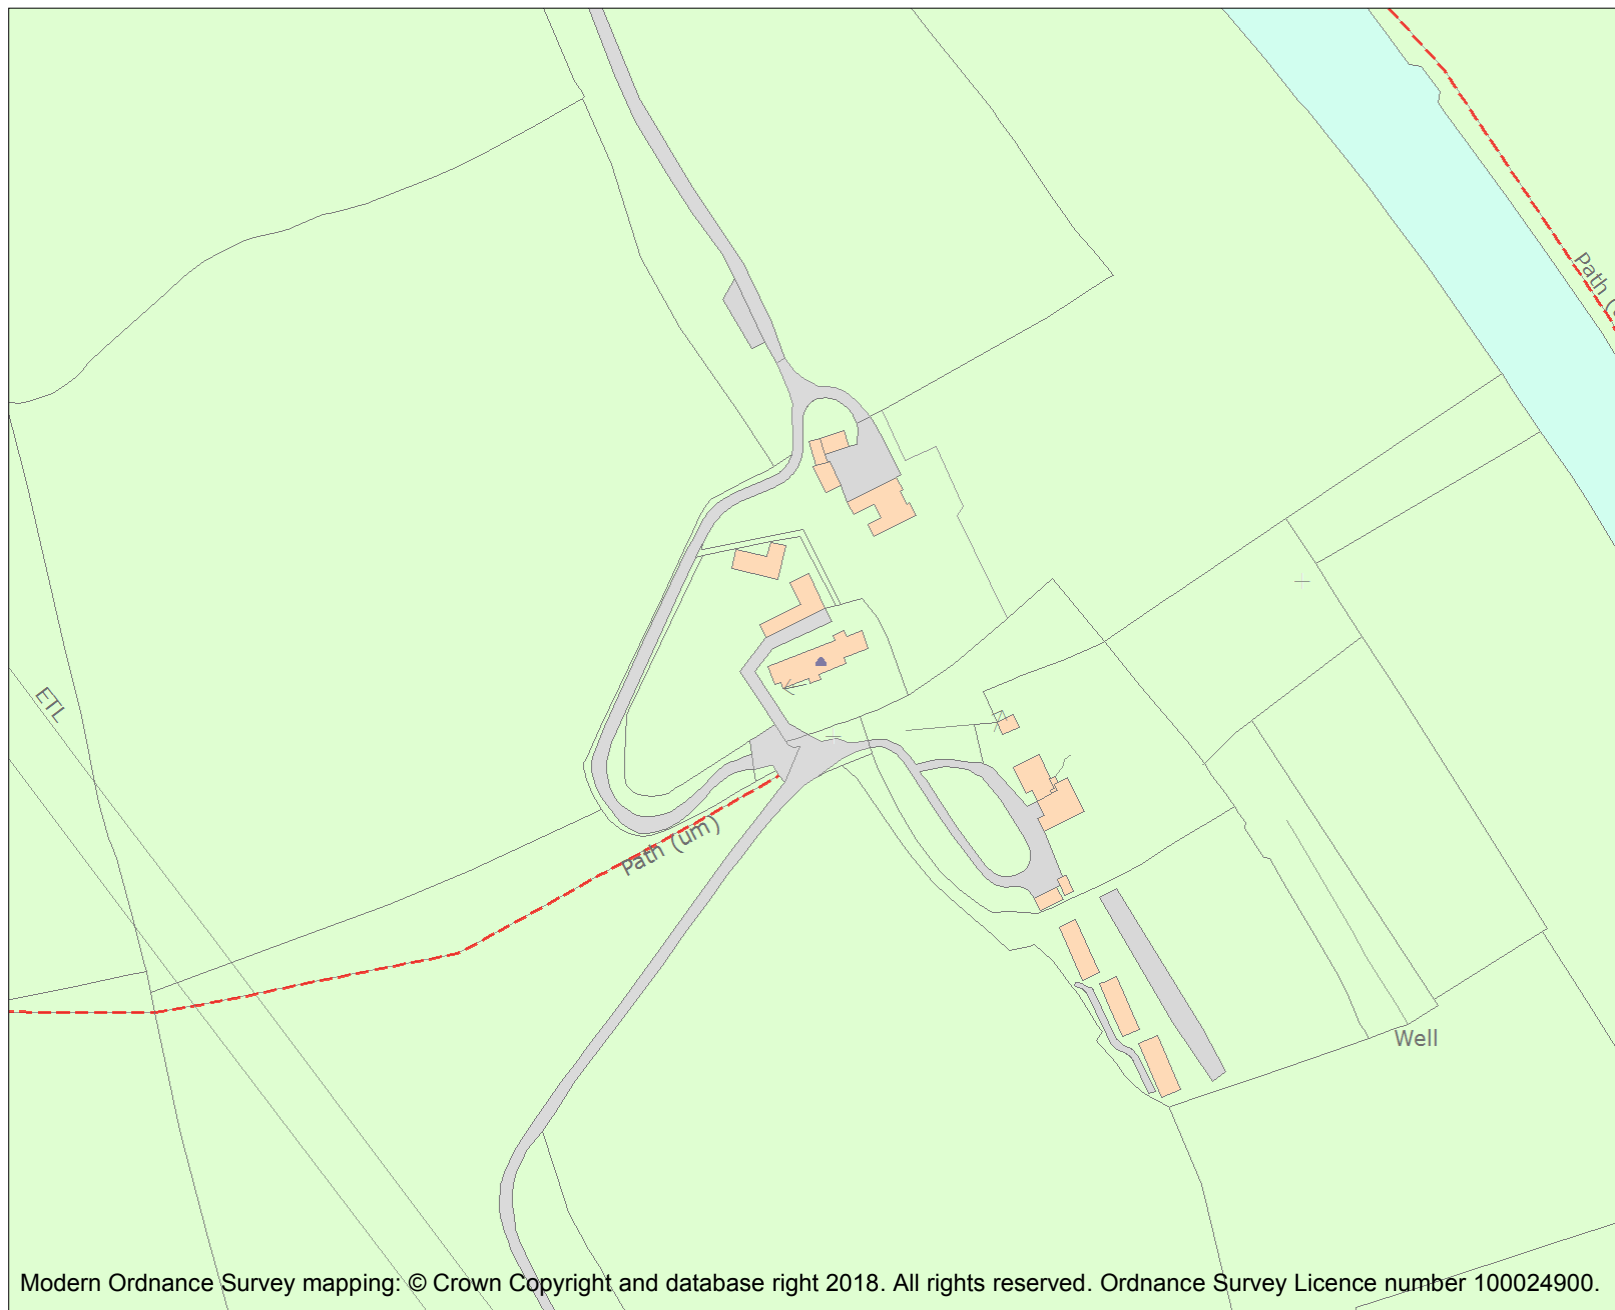 Path (
ETL
Path (um)
Well
Modern Ordnance Survey mapping: © Crown Copyright and database right 2018. All rights reserved. Ordnance Survey Licence number 100024900.